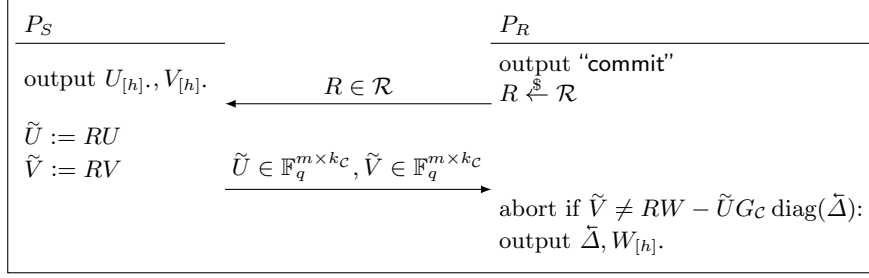 P_S P_R
output U_{[h]·}, V_{[h]·} output “commit”
R ∈ 𝓡 R ←$ 𝓡
Ũ := RU
Ṽ := RV Ũ ∈ 𝔽_q^{m×k_𝒞}, Ṽ ∈ 𝔽_q^{m×k_𝒞}
abort if Ṽ ≠ RW − ŨG_𝒞 diag(Δ̄):
output Δ̄, W_{[h]·}